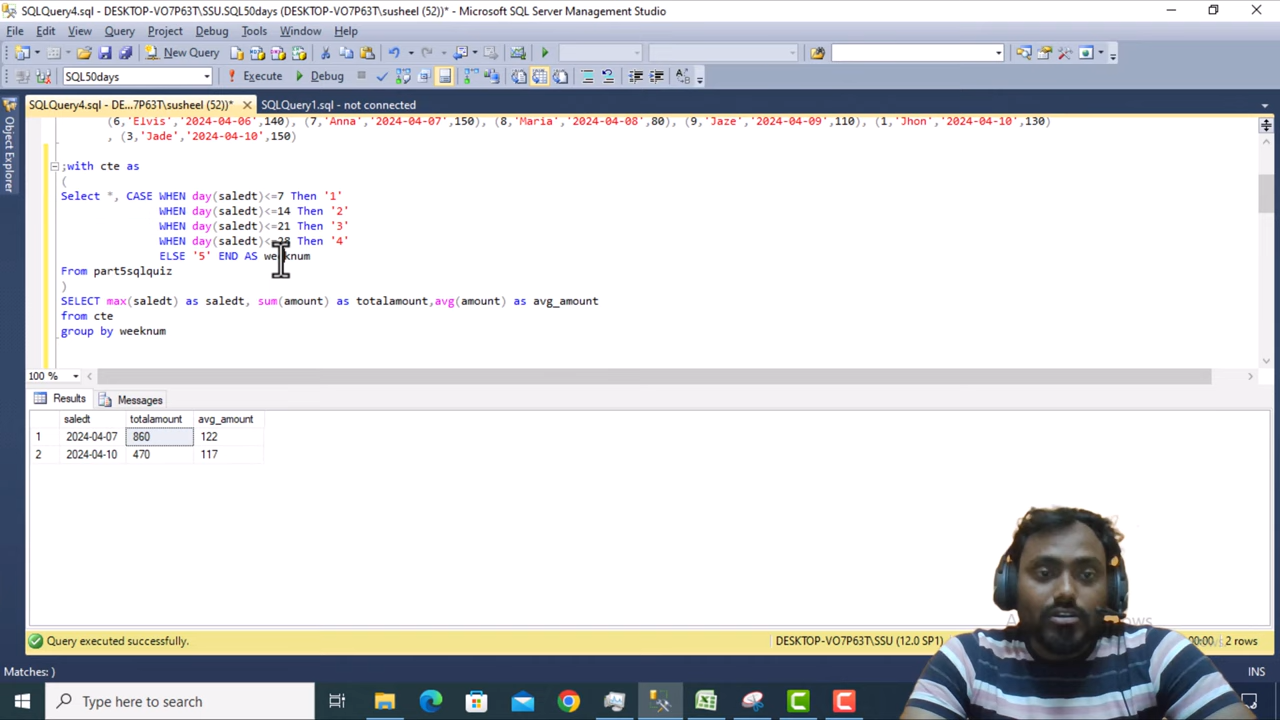 SQLQuery4.sql - DESKTOP-VO7P63T\SSU.SQL50days (DESKTOP-VO7P63T\susheel (52))* - Microsoft SQL Server Management Studio
File Edit View Query Project Debug Tools Window Help
New Query
SQL50days Execute Debug
SQLQuery4.sql - DE...7P63T\susheel (52))* SQLQuery1.sql - not connected
Object Explorer
(6,'Elvis','2024-04-06',140), (7,'Anna','2024-04-07',150), (8,'Maria','2024-04-08',80), (9,'Jaze','2024-04-09',110), (1,'Jhon','2024-04-10',130)
, (3,'Jade','2024-04-10',150)
;with cte as
(
Select *, CASE WHEN day(saledt)<=7 Then '1'
WHEN day(saledt)<=14 Then '2'
WHEN day(saledt)<=21 Then '3'
WHEN day(saledt)<=28 Then '4'
ELSE '5' END AS weeknum
From part5sqlquiz
)
SELECT max(saledt) as saledt, sum(amount) as totalamount,avg(amount) as avg_amount
from cte
group by weeknum
100 %
Results Messages
saledt totalamount avg_amount
1 2024-04-07 860 122
2 2024-04-10 470 117
Query executed successfully. DESKTOP-VO7P63T\SSU (12.0 SP1) 00:00 2 rows
Matches: ) INS
Type here to search